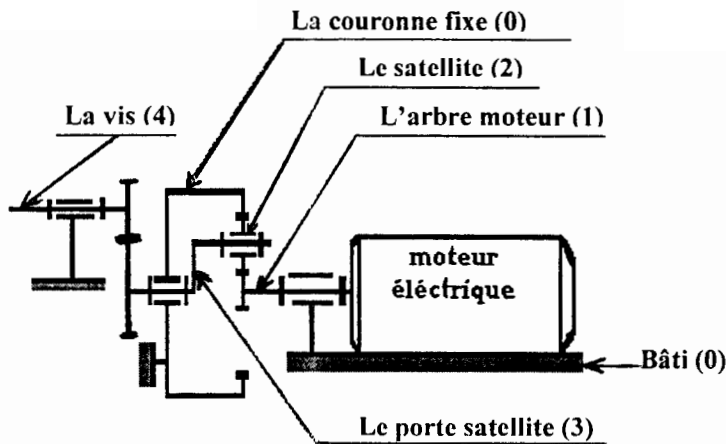 La couronne fixe (0)
Le satellite (2)
La vis (4)
L'arbre moteur (1)
moteur
éléctrique
Bâti (0)
Le porte satellite (3)